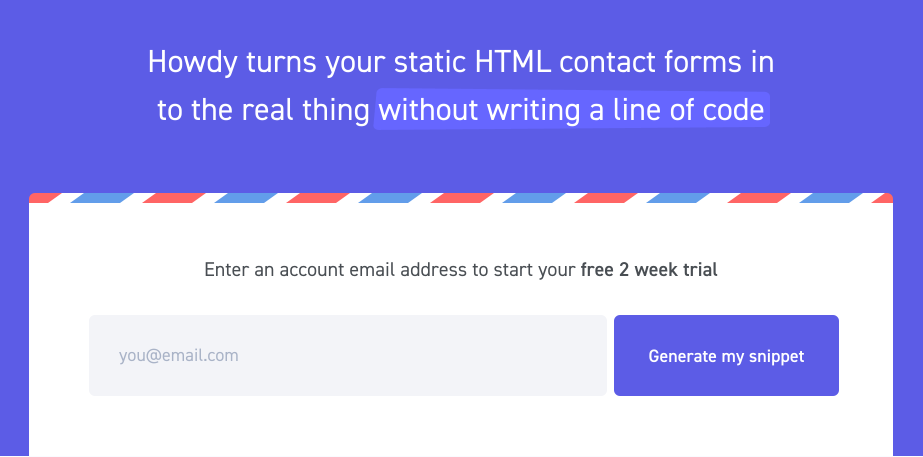 Howdy turns your static HTML contact forms in
to the real thing without writing a line of code
Enter an account email address to start your free 2 week trial
you@email.com
Generate my snippet